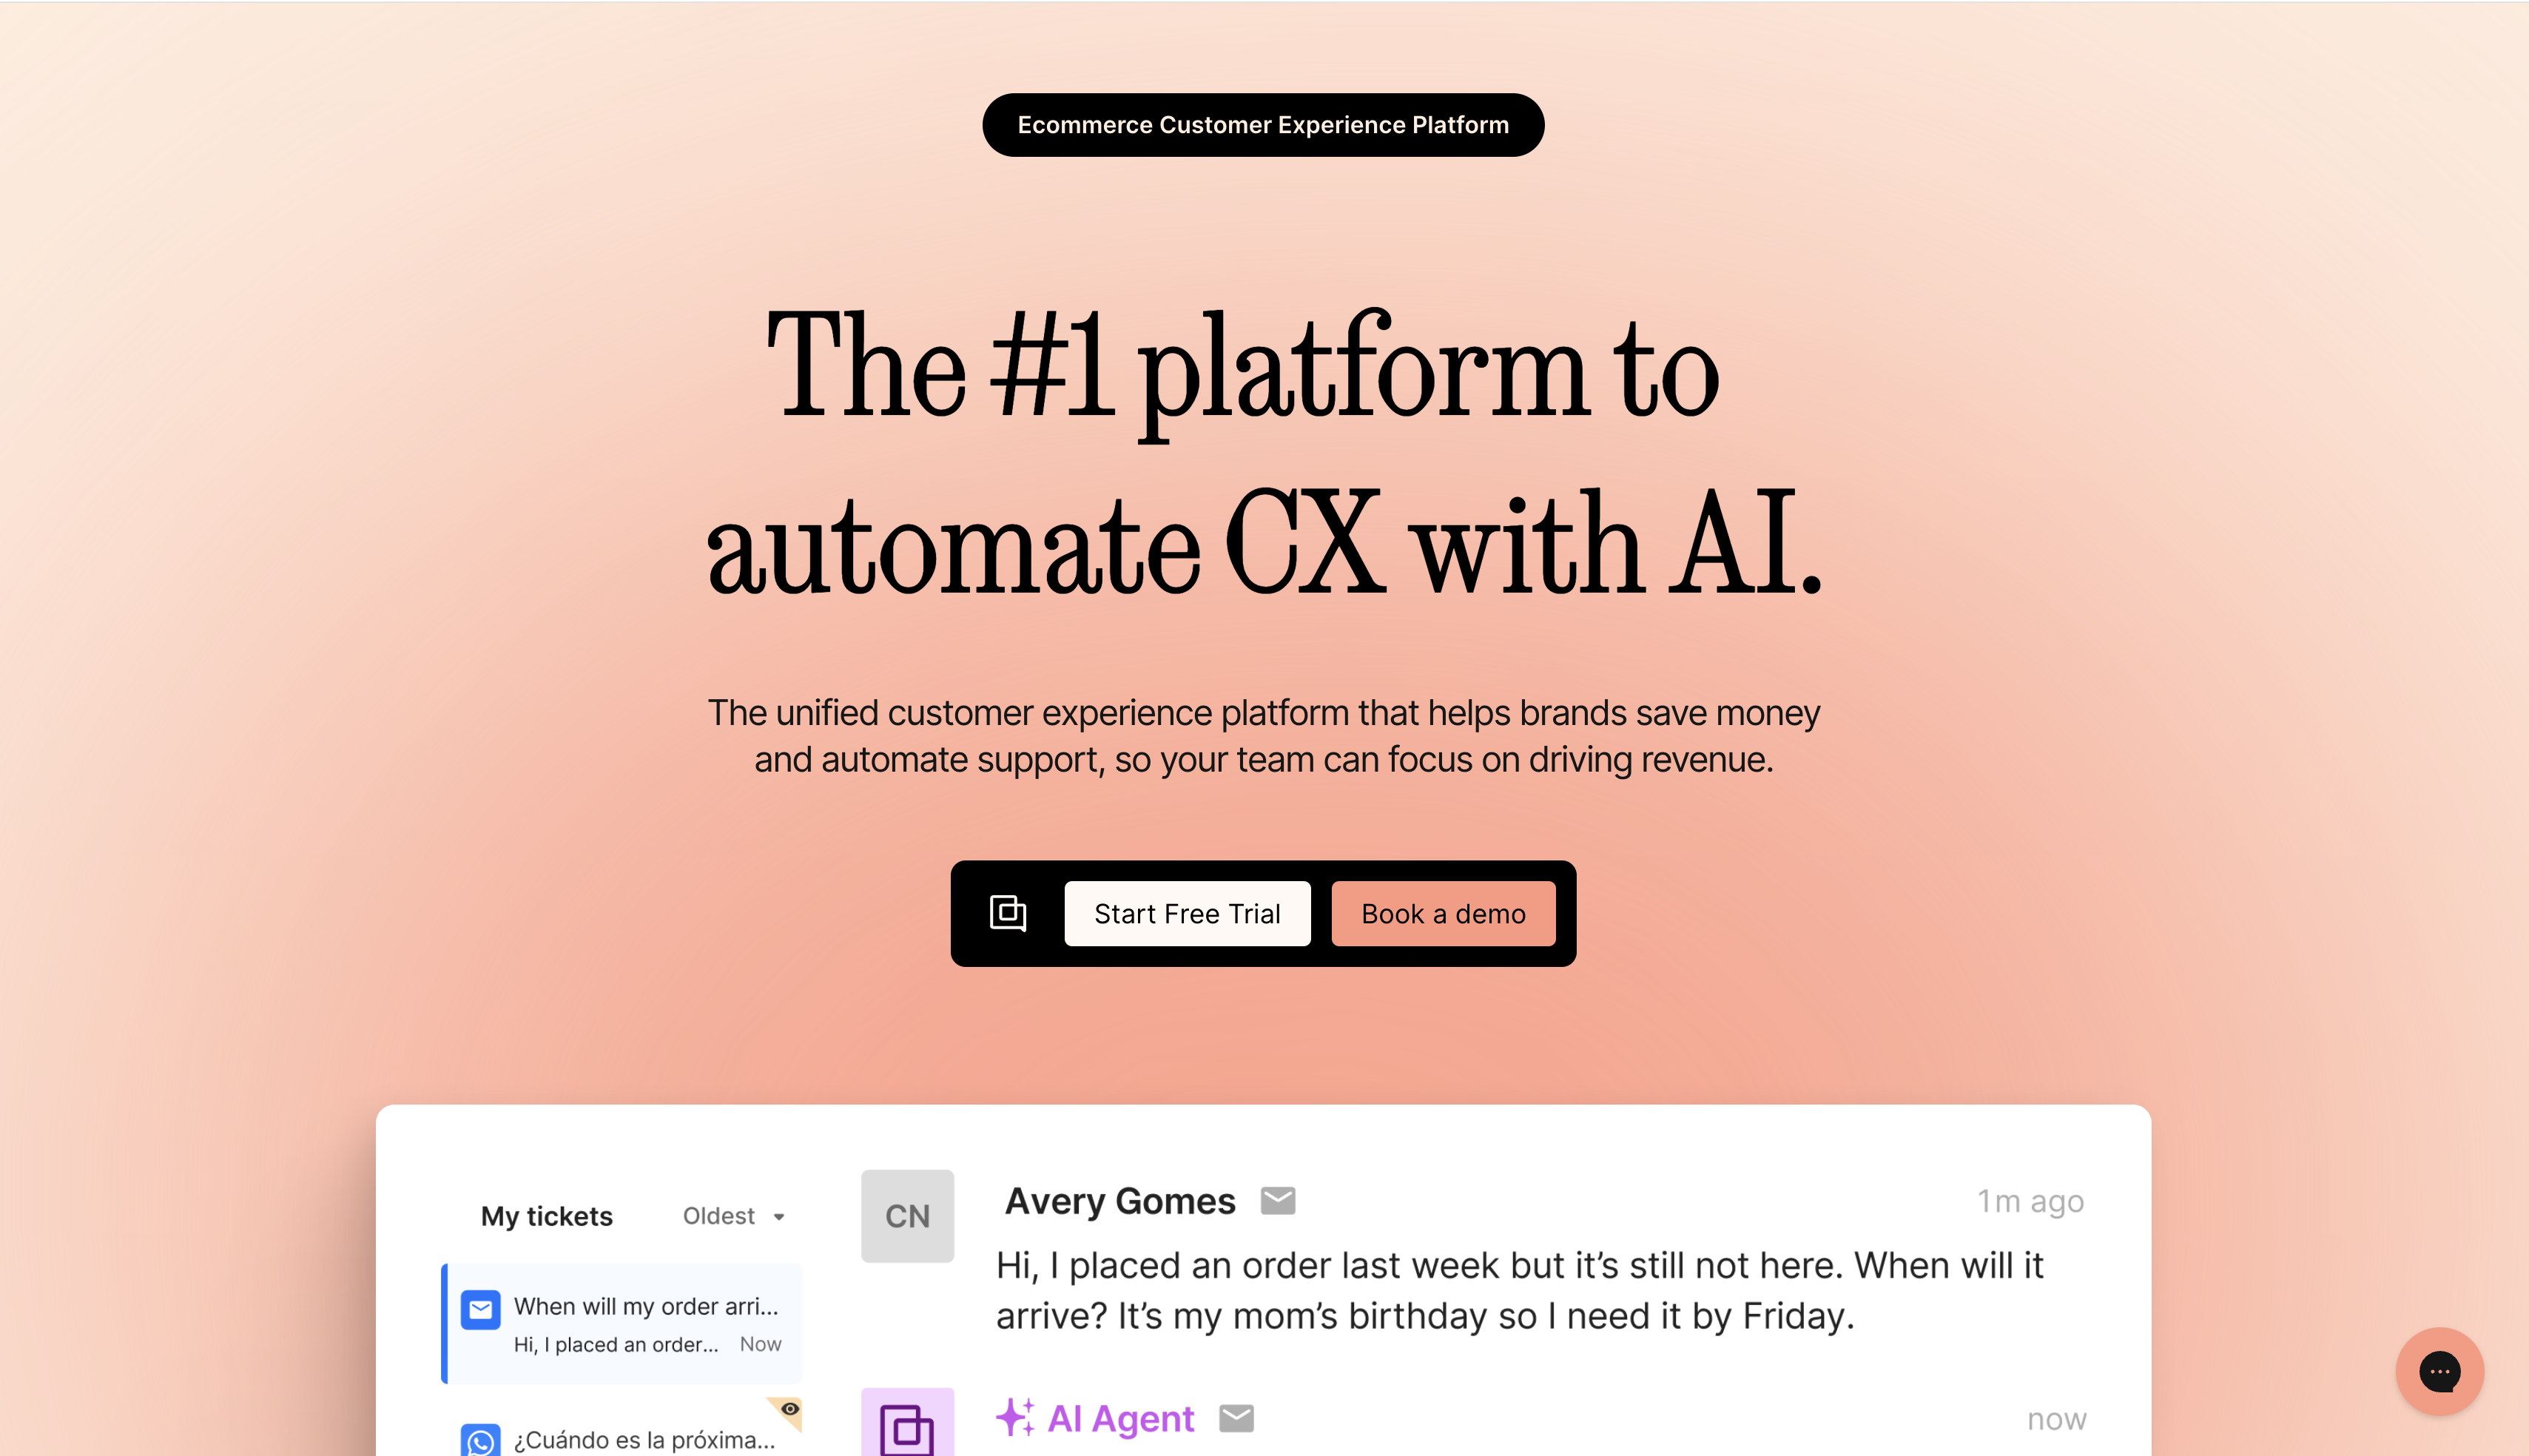 Ecommerce Customer Experience Platform
The #1 platform to
automate CX with AI.
The unified customer experience platform that helps brands save money
and automate support, so your team can focus on driving revenue.
Start Free Trial
Book a demo
My tickets
Oldest
When will my order arri...
Hi, I placed an order...
Now
¿Cuándo es la próxima...
CN
Avery Gomes
1m ago
Hi, I placed an order last week but it’s still not here. When will it
arrive? It’s my mom’s birthday so I need it by Friday.
AI Agent
now